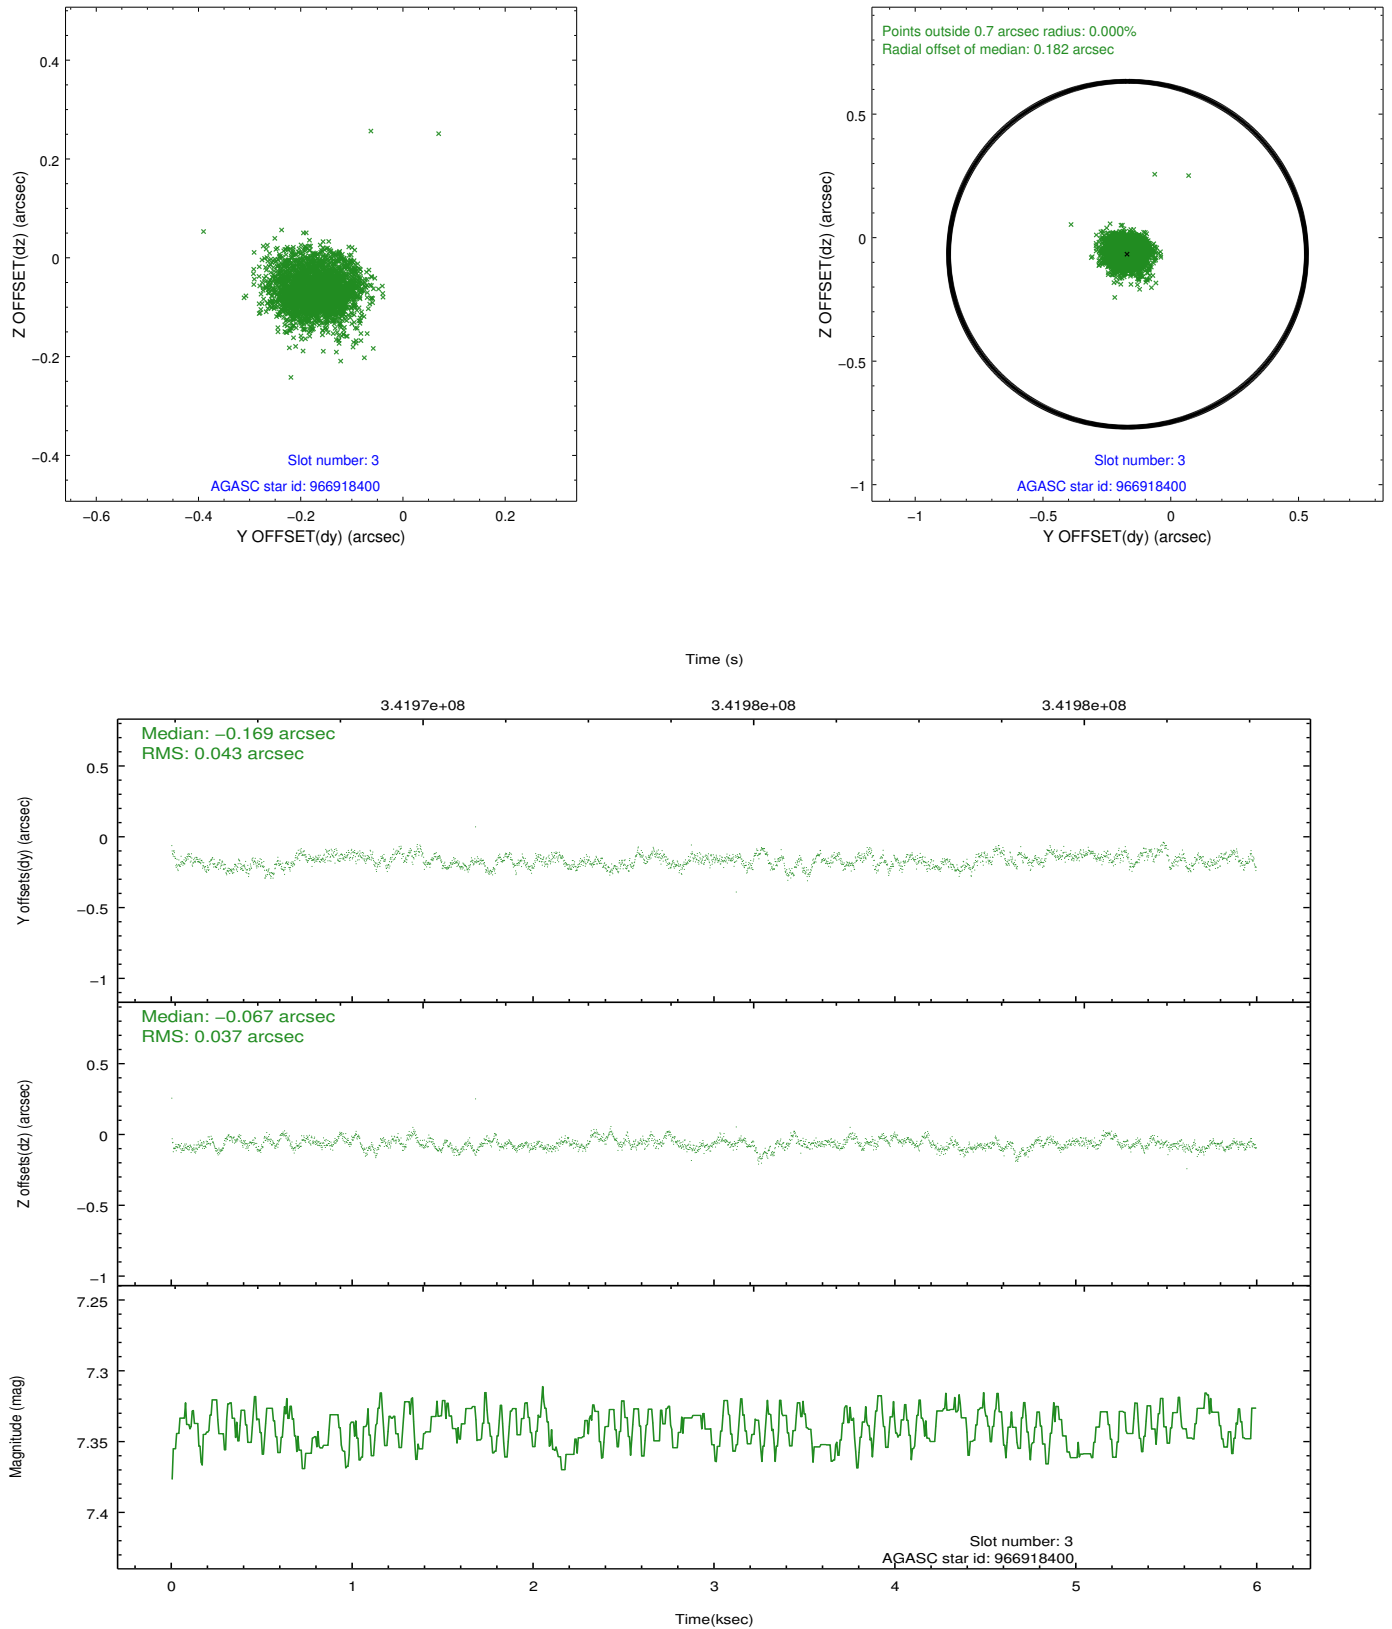 0.4
0.2
0
−0.2
−0.4
Z OFFSET(dz) (arcsec)
Slot number: 3
AGASC star id: 966918400
−0.6
−0.4
−0.2
0
0.2
Y OFFSET(dy) (arcsec)
Points outside 0.7 arcsec radius: 0.000%
Radial offset of median: 0.182 arcsec
0.5
0
−0.5
−1
Z OFFSET(dz) (arcsec)
Slot number: 3
AGASC star id: 966918400
−1
−0.5
0
0.5
Y OFFSET(dy) (arcsec)
Time (s)
3.4197e+08
3.4198e+08
3.4198e+08
Median: −0.169 arcsec
RMS: 0.043 arcsec
0.5
0
−0.5
−1
Y offsets(dy) (arcsec)
Median: −0.067 arcsec
RMS: 0.037 arcsec
0.5
0
−0.5
−1
Z offsets(dz) (arcsec)
7.25
7.3
7.35
7.4
Magnitude (mag)
Slot number: 3
AGASC star id: 966918400
0
1
2
3
4
5
6
Time(ksec)